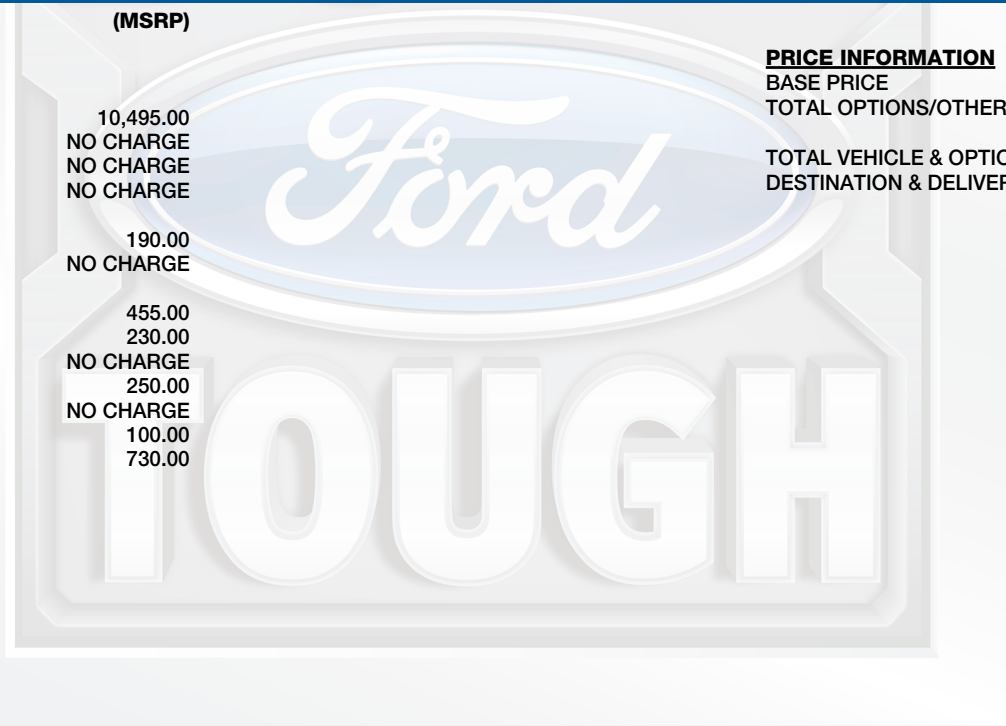 (MSRP)
10,495.00
NO CHARGE
NO CHARGE
NO CHARGE
190.00
NO CHARGE
455.00
230.00
NO CHARGE
250.00
NO CHARGE
100.00
730.00
PRICE INFORMATION
BASE PRICE
TOTAL OPTIONS/OTHER
TOTAL VEHICLE & OPTIO
DESTINATION & DELIVER
Ford
TOUGH